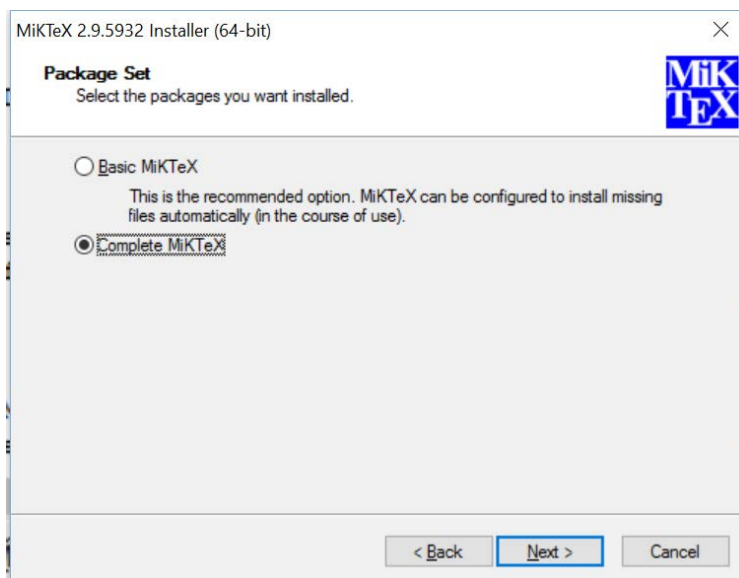 MiKTeX 2.9.5932 Installer (64-bit)
Package Set
Select the packages you want installed.
MiK
TEX
Basic MiKTeX
This is the recommended option. MiKTeX can be configured to install missing
files automatically (in the course of use).
Complete MiKTeX
< Back Next > Cancel